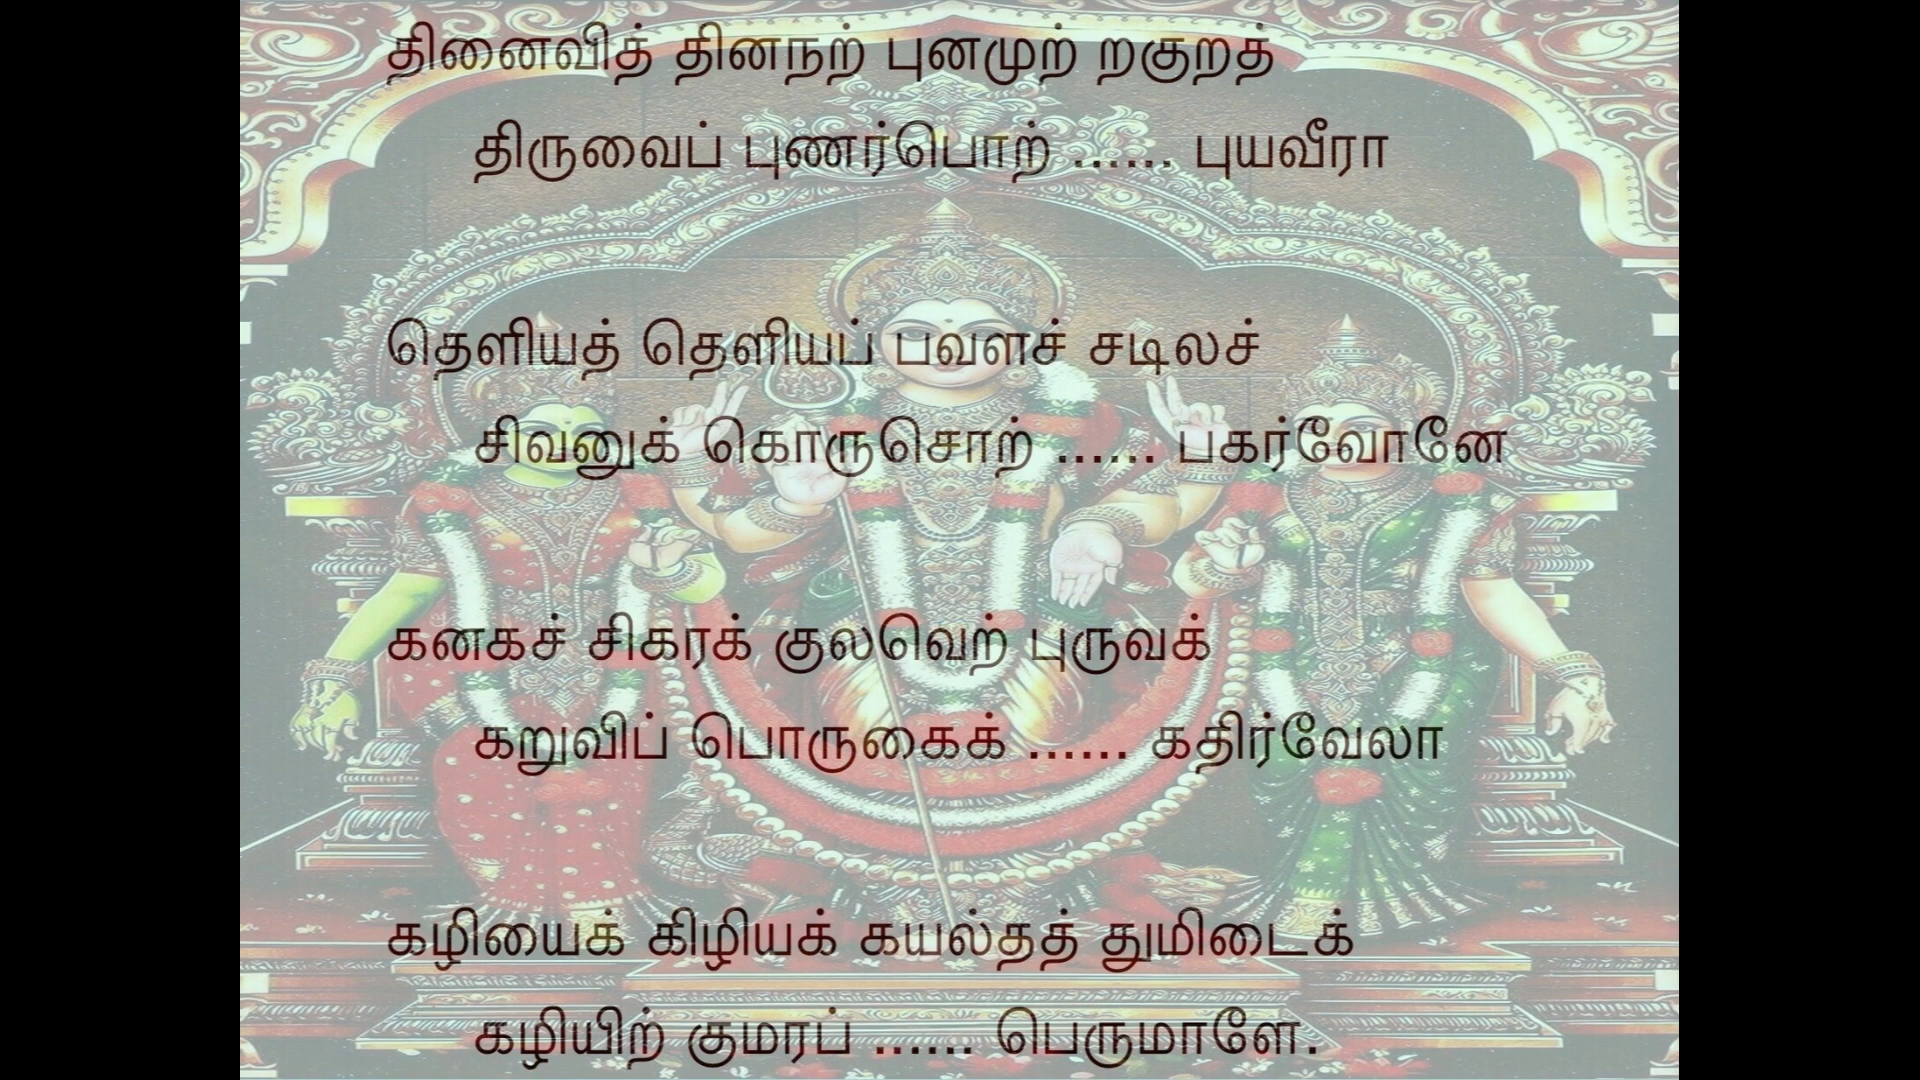 தினைவித் தினநற் புனமுற் றகுறத்
திருவைப் புணர்பொற் ...... புயவீரா
தெளியத் தெளியப் பவளச் சடிலச்
சிவனுக் கொருசொற் ...... பகர்வோனே
கனகச் சிகரக் குலவெற் புருவக்
கறுவிப் பொருகைக் ...... கதிர்வேலா
கழியைக் கிழியக் கயல்தத் துமிடைக்
கழியிற் குமரப் ...... பெருமாளே.